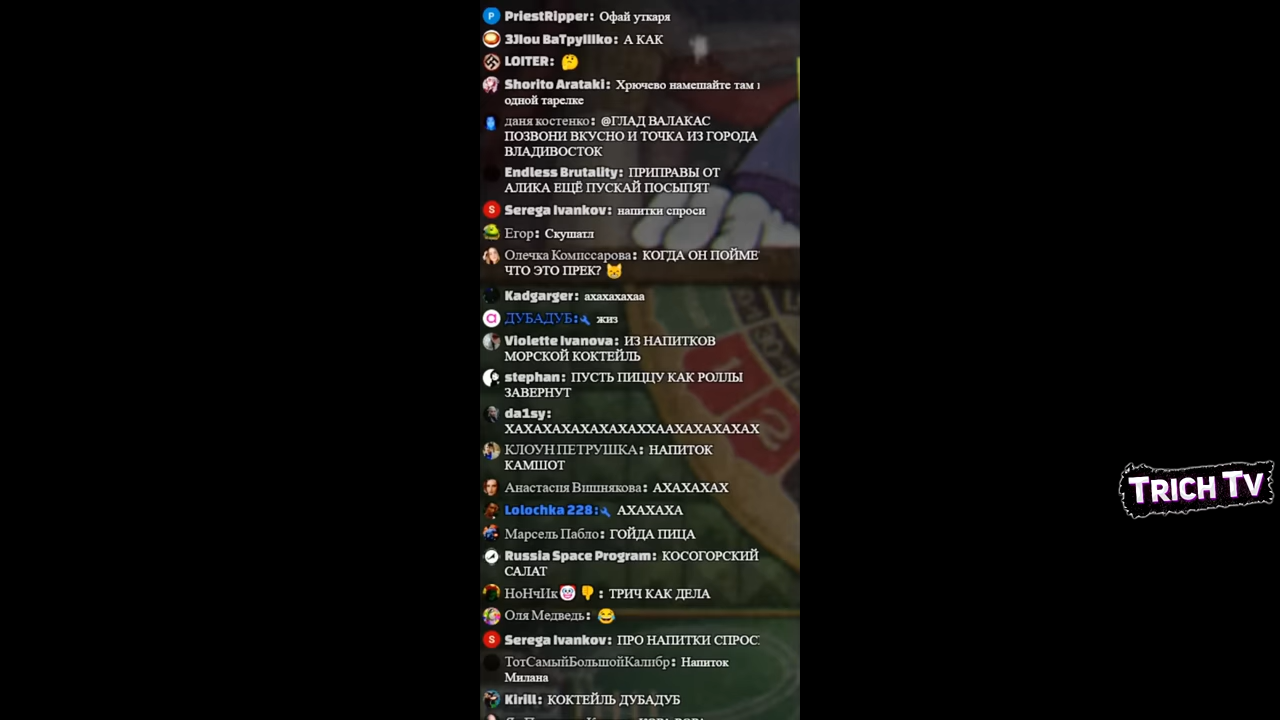 PriestRipper: Офай уткаря
3JIou BaTpyIIIko: А КАК
LOITER: 🤔
Shorito Arataki: Хрючево намешайте там
одной тарелке
даня костенко: @ГЛАД ВАЛАКАС
ПОЗВОНИ ВКУСНО И ТОЧКА ИЗ ГОРОДА
ВЛАДИВОСТОК
Endless Brutality: ПРИПРАВЫ ОТ
АЛИКА ЕЩЁ ПУСКАЙ ПОСЫПЯТ
S Serega Ivankov: напитки спроси
Егор: Скушатл
Олечка Комиссарова: КОГДА ОН ПОЙМЕ
ЧТО ЭТО ПРЕК? 😼
Kadgarger: ахахахахаа
ДУБАДУБ: жиз
Violette Ivanova: ИЗ НАПИТКОВ
МОРСКОЙ КОКТЕЙЛЬ
stephan: ПУСТЬ ПИЦЦУ КАК РОЛЛЫ
ЗАВЕРНУТ
da1sy:
ХАХАХАХАХАХАХАХХААХАХАХАХАХ
КЛОУН ПЕТРУШКА: НАПИТОК
КАМШОТ
Анастасия Вишнякова: АХАХАХАХ
Lolochka 228: АХАХАХА
Марсель Пабло: ГОЙДА ПИЦА
Russia Space Program: КОСОГОРСКИЙ
САЛАТ
НоНчИк🤡👎: ТРИЧ КАК ДЕЛА
Оля Медведь: 😂
S Serega Ivankov: ПРО НАПИТКИ СПРОС
ТотСамыйБольшойКалибр: Напиток
Милана
Kirill: КОКТЕЙЛЬ ДУБАДУБ
TRICH TV